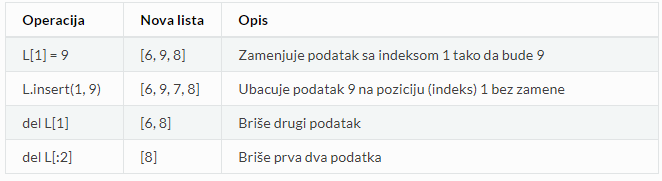 Operacija Nova lista Opis
L[1] = 9 [6, 9, 8] Zamenjuje podatak sa indeksom 1 tako da bude 9
L.insert(1, 9) [6, 9, 7, 8] Ubacuje podatak 9 na poziciju (indeks) 1 bez zamene
del L[1] [6, 8] Briše drugi podatak
del L[:2] [8] Briše prva dva podatka